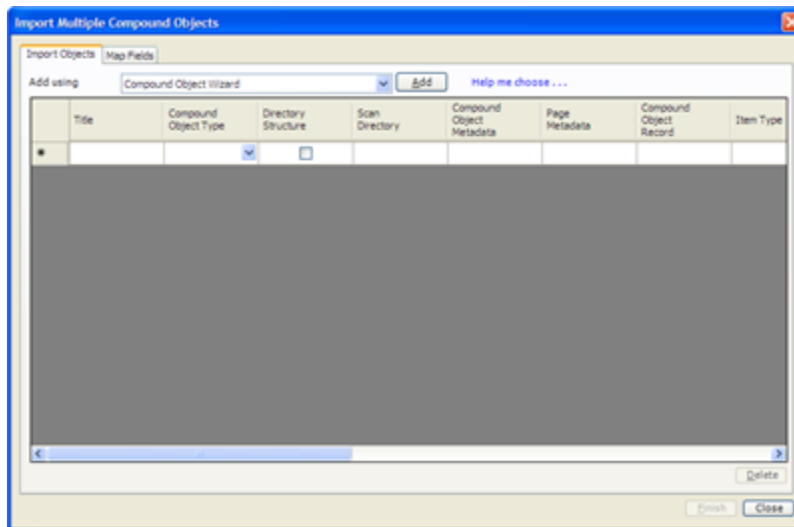 Import Multiple Compound Objects
Import Objects Map Fields
Add using Compound Object Wizard Add Help me choose . . .
Title Compound Object Type Directory Structure Scan Directory Compound Object Metadata Page Metadata Compound Object Record Item Type
Delete
Finish Close